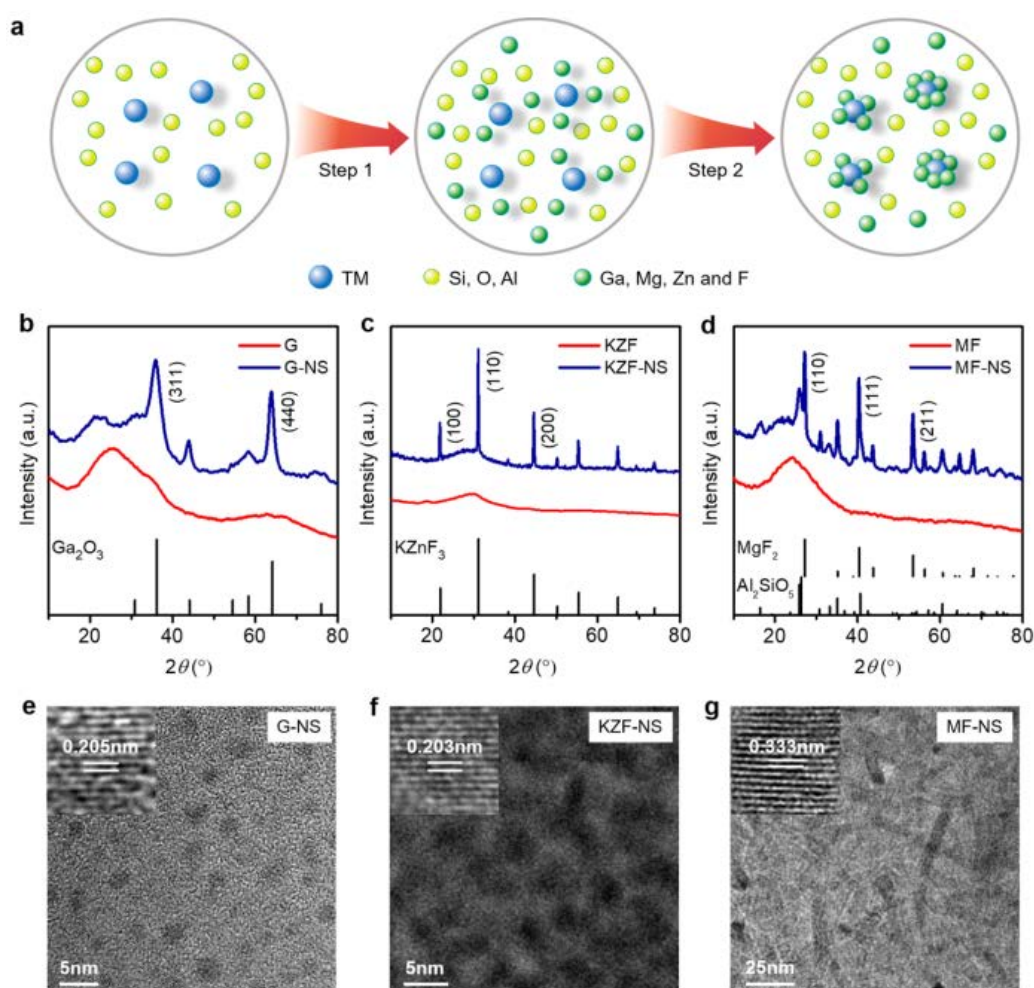 a
Step 1
Step 2
TM
Si, O, Al
Ga, Mg, Zn and F
b
c
d
Intensity (a.u.)
G
G-NS
(311)
(440)
Ga₂O₃
20 40 60 80
2θ(°)
Intensity (a.u.)
KZF
KZF-NS
(100)
(110)
(200)
KZnF₃
20 40 60 80
2θ(°)
Intensity (a.u.)
MF
MF-NS
(110)
(111)
(211)
MgF₂
Al₂SiO₅
20 40 60 80
2θ(°)
e
G-NS
0.205nm
5nm
f
KZF-NS
0.203nm
5nm
g
MF-NS
0.333nm
25nm